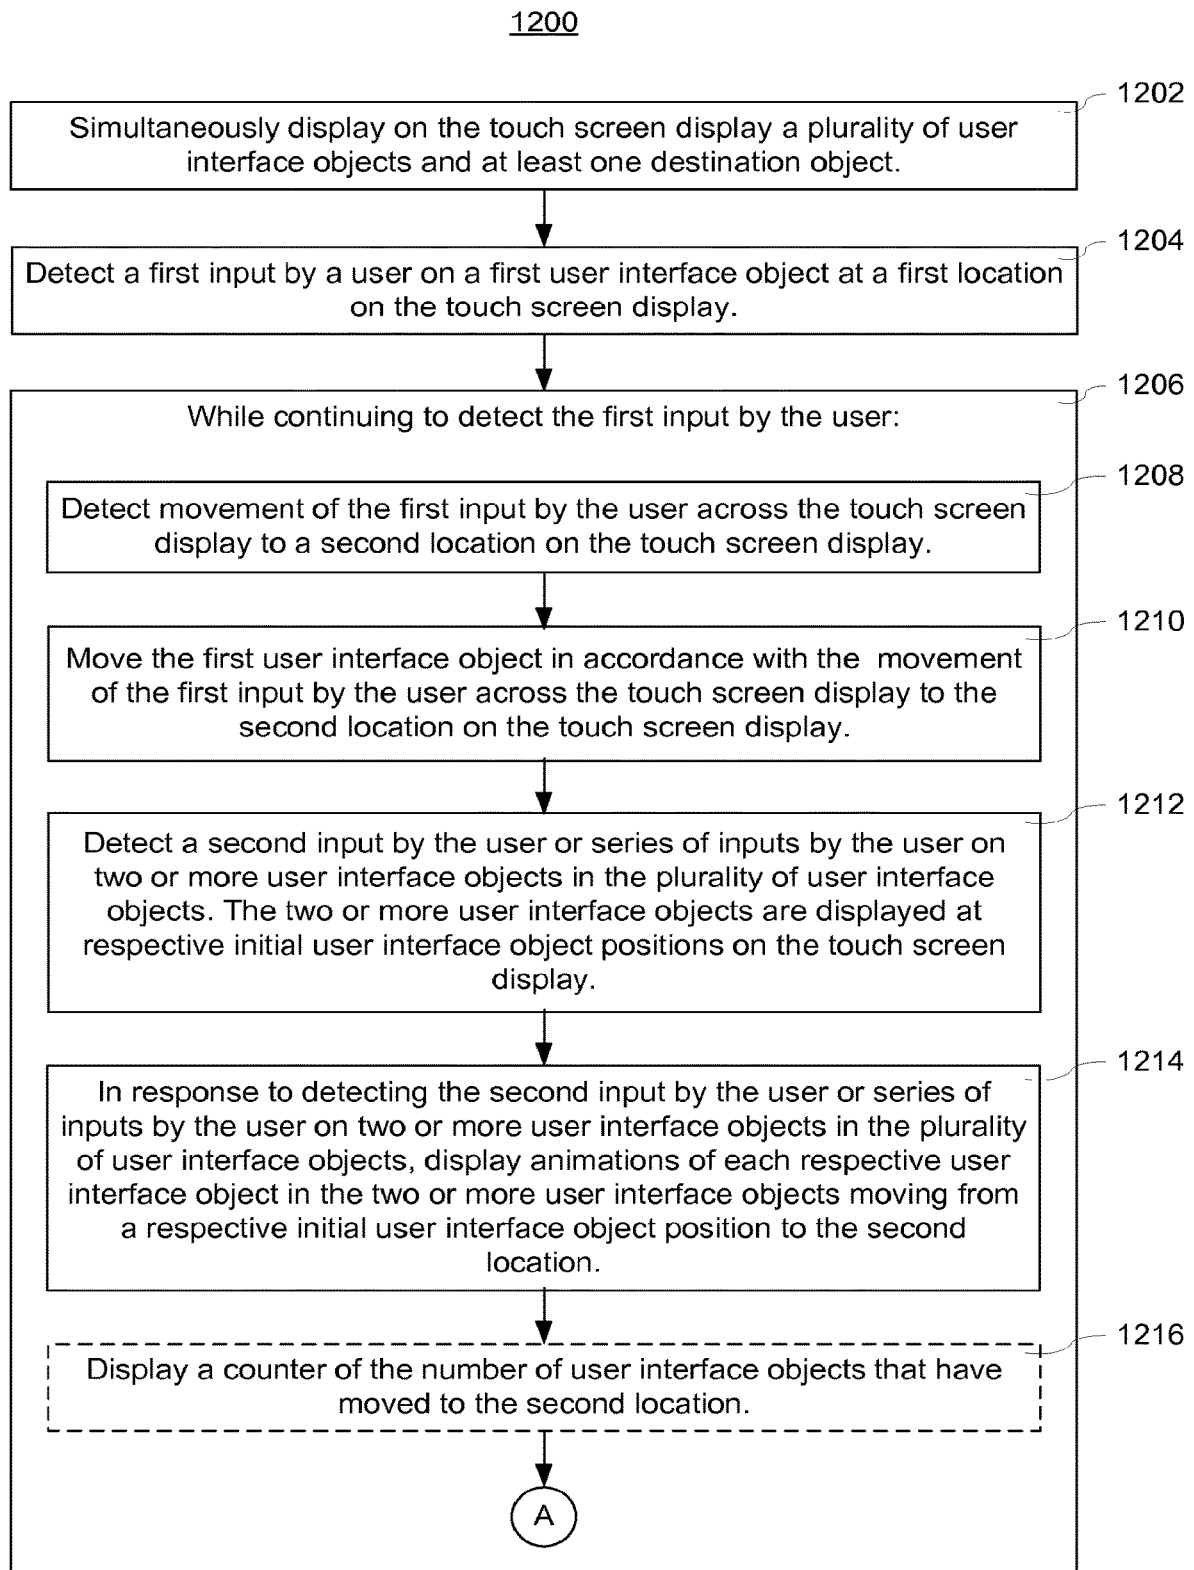 1200
1202
Simultaneously display on the touch screen display a plurality of user
interface objects and at least one destination object.
1204
Detect a first input by a user on a first user interface object at a first location
on the touch screen display.
1206
While continuing to detect the first input by the user:
1208
Detect movement of the first input by the user across the touch screen
display to a second location on the touch screen display.
1210
Move the first user interface object in accordance with the movement
of the first input by the user across the touch screen display to the
second location on the touch screen display.
1212
Detect a second input by the user or series of inputs by the user on
two or more user interface objects in the plurality of user interface
objects. The two or more user interface objects are displayed at
respective initial user interface object positions on the touch screen
display.
1214
In response to detecting the second input by the user or series of
inputs by the user on two or more user interface objects in the plurality
of user interface objects, display animations of each respective user
interface object in the two or more user interface objects moving from
a respective initial user interface object position to the second
location.
1216
Display a counter of the number of user interface objects that have
moved to the second location.
A